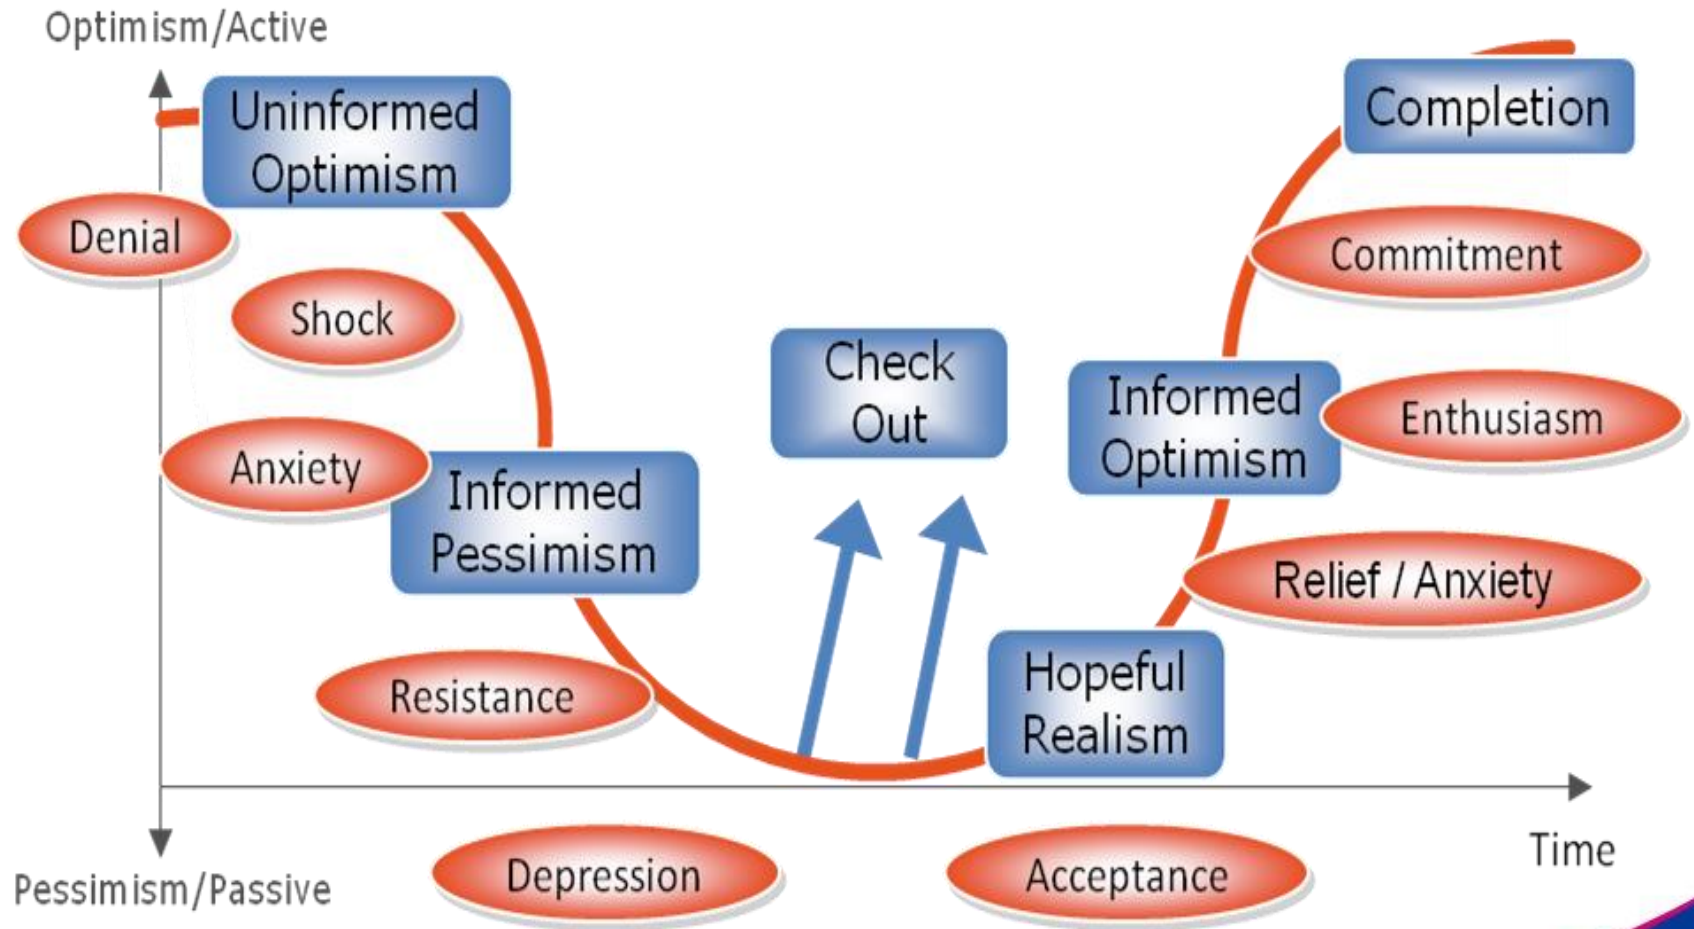 Optimism/Active
Uninformed
Optimism
Denial
Shock
Anxiety
Informed
Pessimism
Resistance
Depression
Check
Out
Hopeful
Realism
Acceptance
Relief / Anxiety
Informed
Optimism
Enthusiasm
Commitment
Completion
Time
Pessimism/Passive